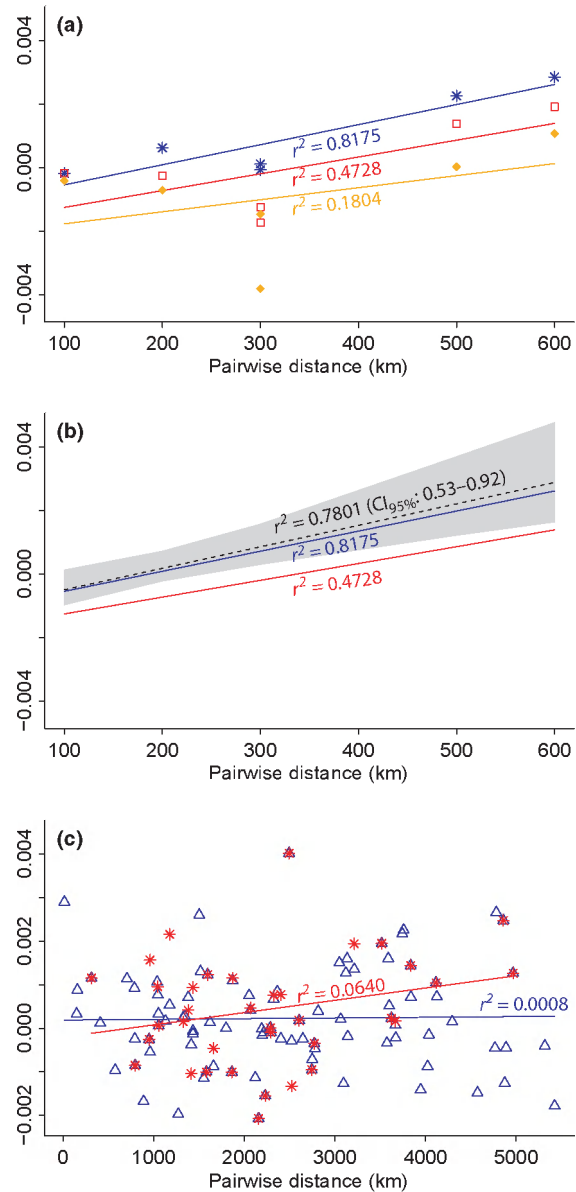 (a)
0.004
0.000
−0.004
r² = 0.8175
r² = 0.4728
r² = 0.1804
100 200 300 400 500 600
Pairwise distance (km)
(b)
0.004
0.000
−0.004
r² = 0.7801 (CI95%: 0.53–0.92)
r² = 0.8175
r² = 0.4728
100 200 300 400 500 600
Pairwise distance (km)
(c)
0.004
0.002
0.000
−0.002
r² = 0.0640
r² = 0.0008
0 1000 2000 3000 4000 5000
Pairwise distance (km)